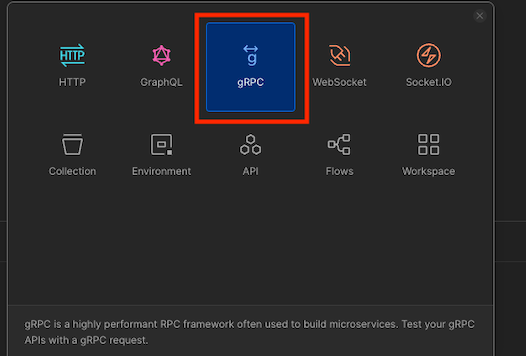 HTTP
g
HTTP GraphQL gRPC WebSocket Socket.IO
Collection Environment API Flows Workspace
gRPC is a highly performant RPC framework often used to build microservices. Test your gRPC
APIs with a gRPC request.